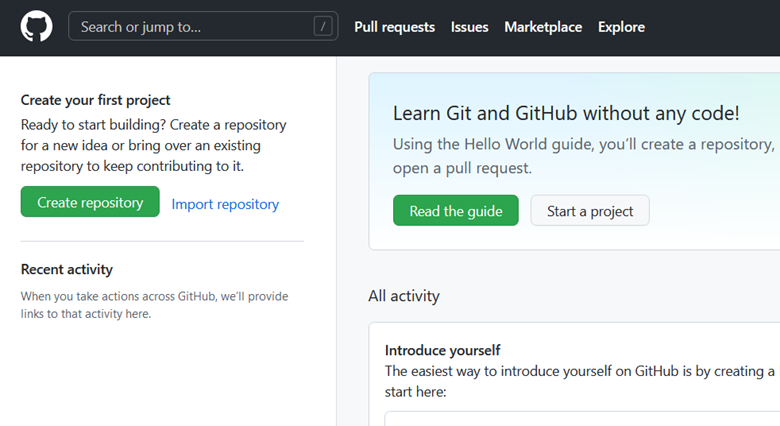 Search or jump to...
/
Pull requests
Issues
Marketplace
Explore
Create your first project
Ready to start building? Create a repository
for a new idea or bring over an existing
repository to keep contributing to it.
Create repository
Import repository
Recent activity
When you take actions across GitHub, we'll provide
links to that activity here.
Learn Git and GitHub without any code!
Using the Hello World guide, you'll create a repository,
open a pull request.
Read the guide
Start a project
All activity
Introduce yourself
The easiest way to introduce yourself on GitHub is by creating a
start here: